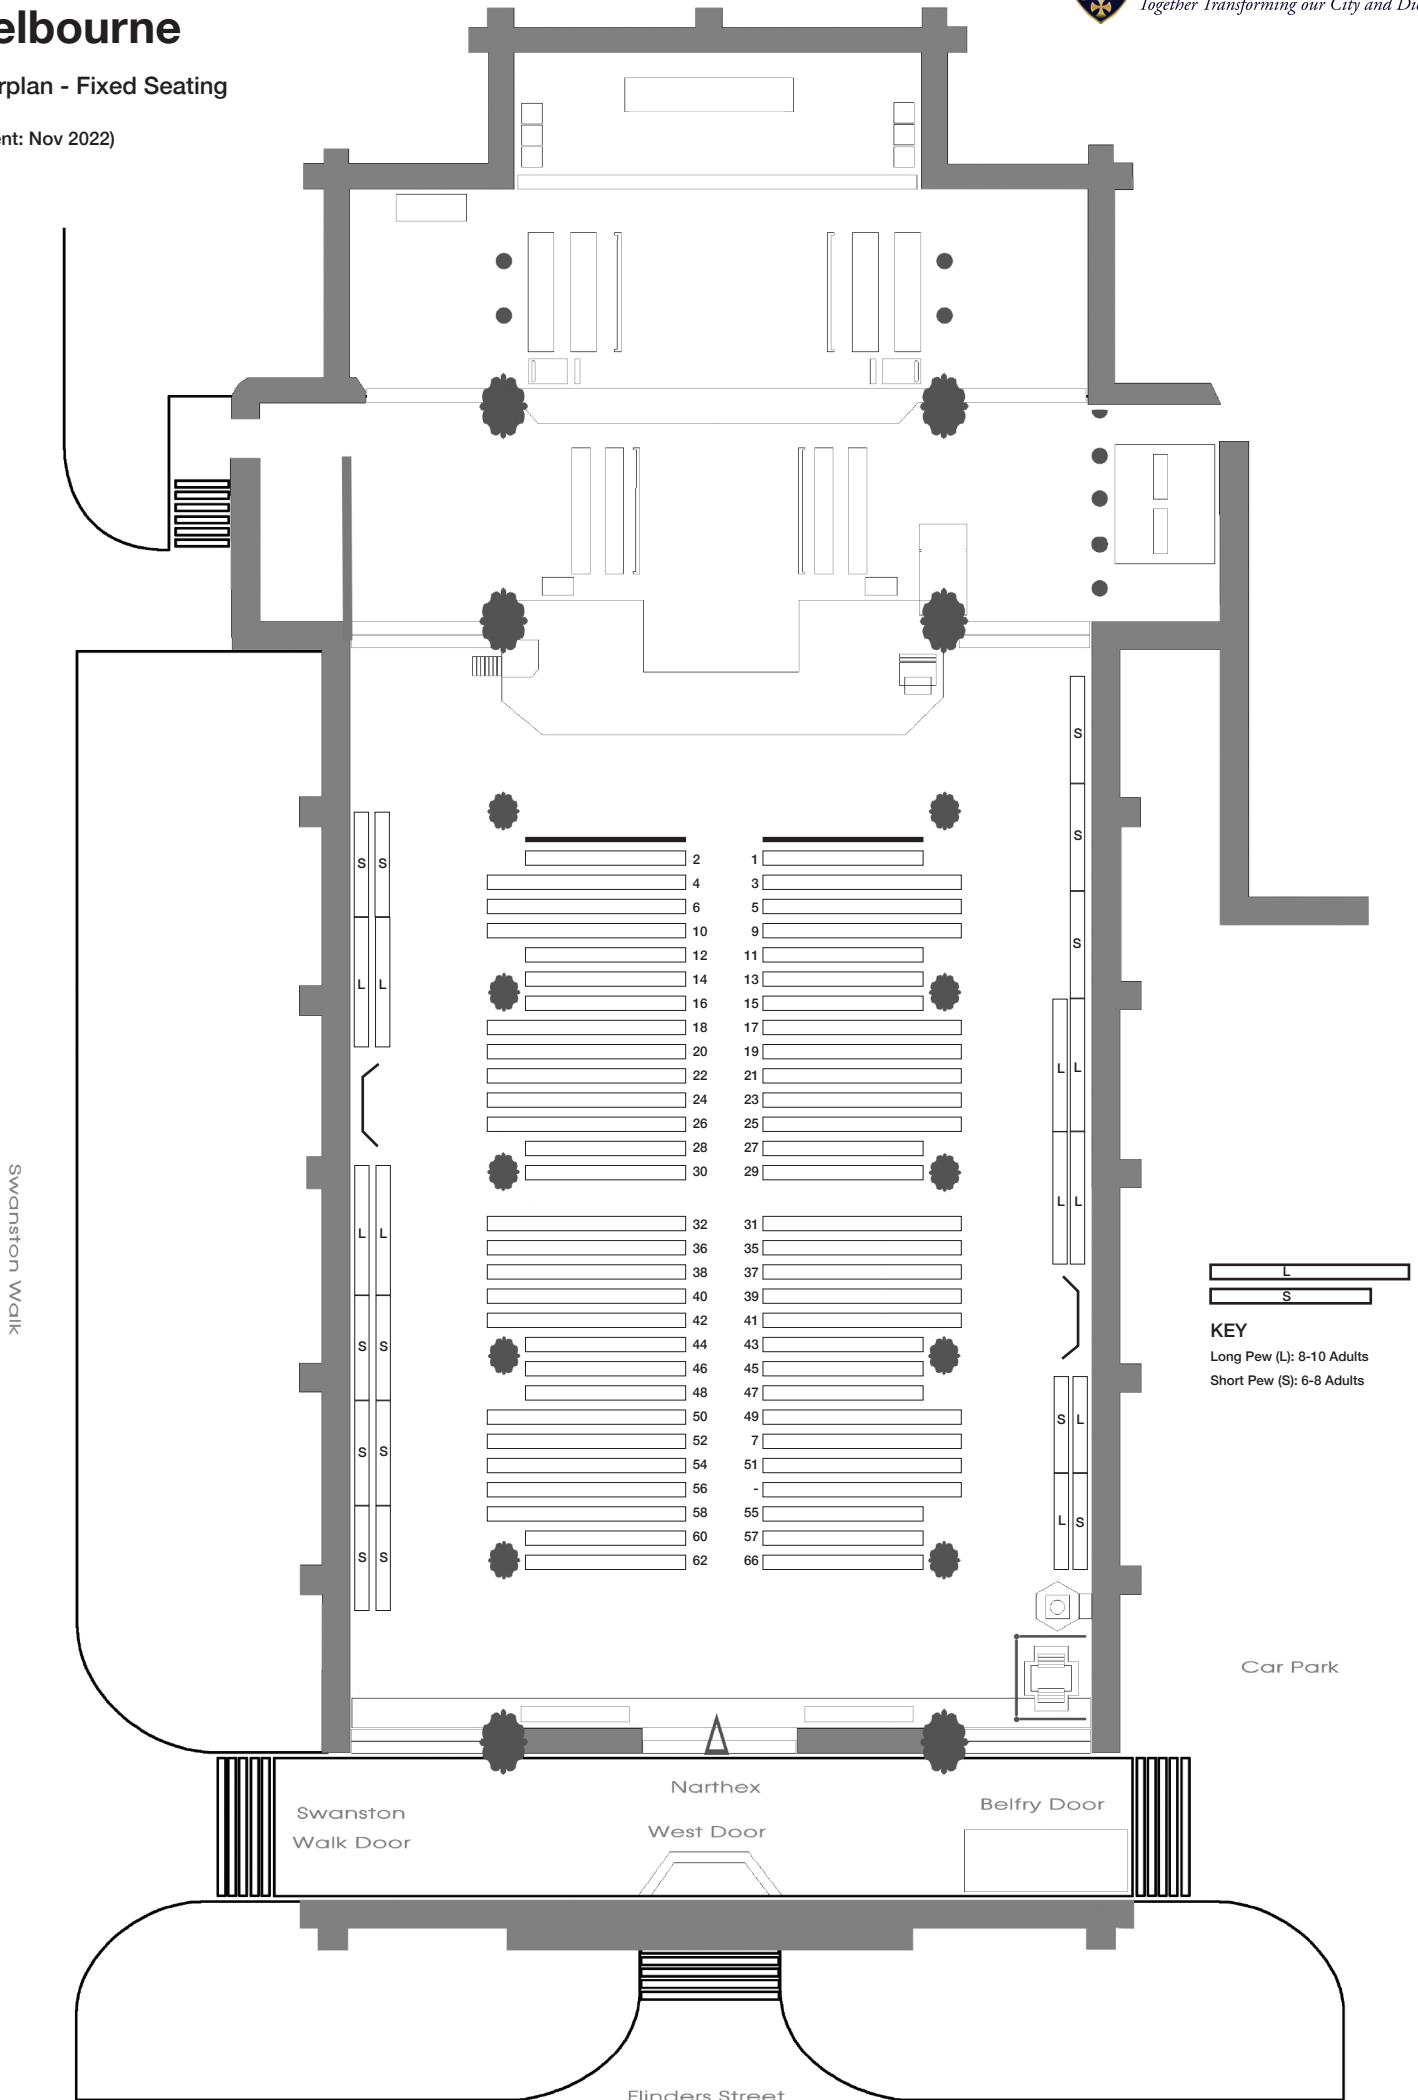 elbourne
Together Transforming our City and Di
rplan - Fixed Seating
ent: Nov 2022)
S
S
2 1
S S
4 3
6 5
10 9
S
12 11
14 13
L L
16 15
18 17
20 19
L L
22 21
24 23
26 25
28 27
30 29
L L
Swanston Walk
32 31
L L
36 35
38 37
L
40 39
S
42 41
KEY
44 43
S S
Long Pew (L): 8-10 Adults
46 45
Short Pew (S): 6-8 Adults
48 47
50 49
S L
52 7
S S
54 51
56 -
58 55
L S
60 57
62 66
S S
Car Park
Narthex
Swanston
Walk Door
Belfry Door
West Door
Flinders Street